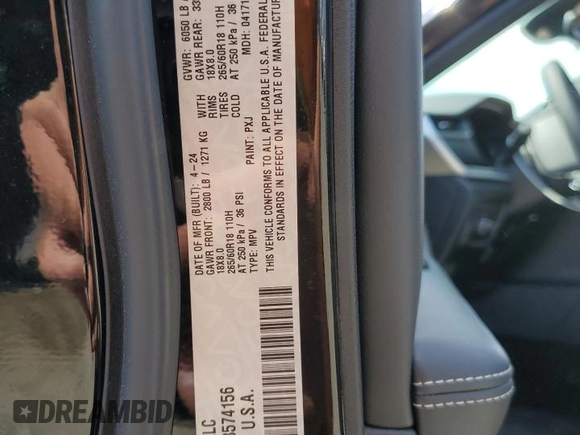 GVWR: 6050 LB
GAWR REAR: 33
18X8.0
265/60R18 110H
AT 250 kPa / 36
MDH: 0417
WITH
RIMS
TIRES
COLD
DATE OF MFR (BUILT): 4-24
GAWR FRONT: 2800 LB / 1271 KG
18X8.0
265/60R18 110H
AT 250 kPa / 36 PSI
TYPE: MPV
PAINT: PXJ
THIS VEHICLE CONFORMS TO ALL APPLICABLE U.S.A. FEDERAL
STANDARDS IN EFFECT ON THE DATE OF MANUFACTUR
LC
574156
U.S.A.
DREAMBID